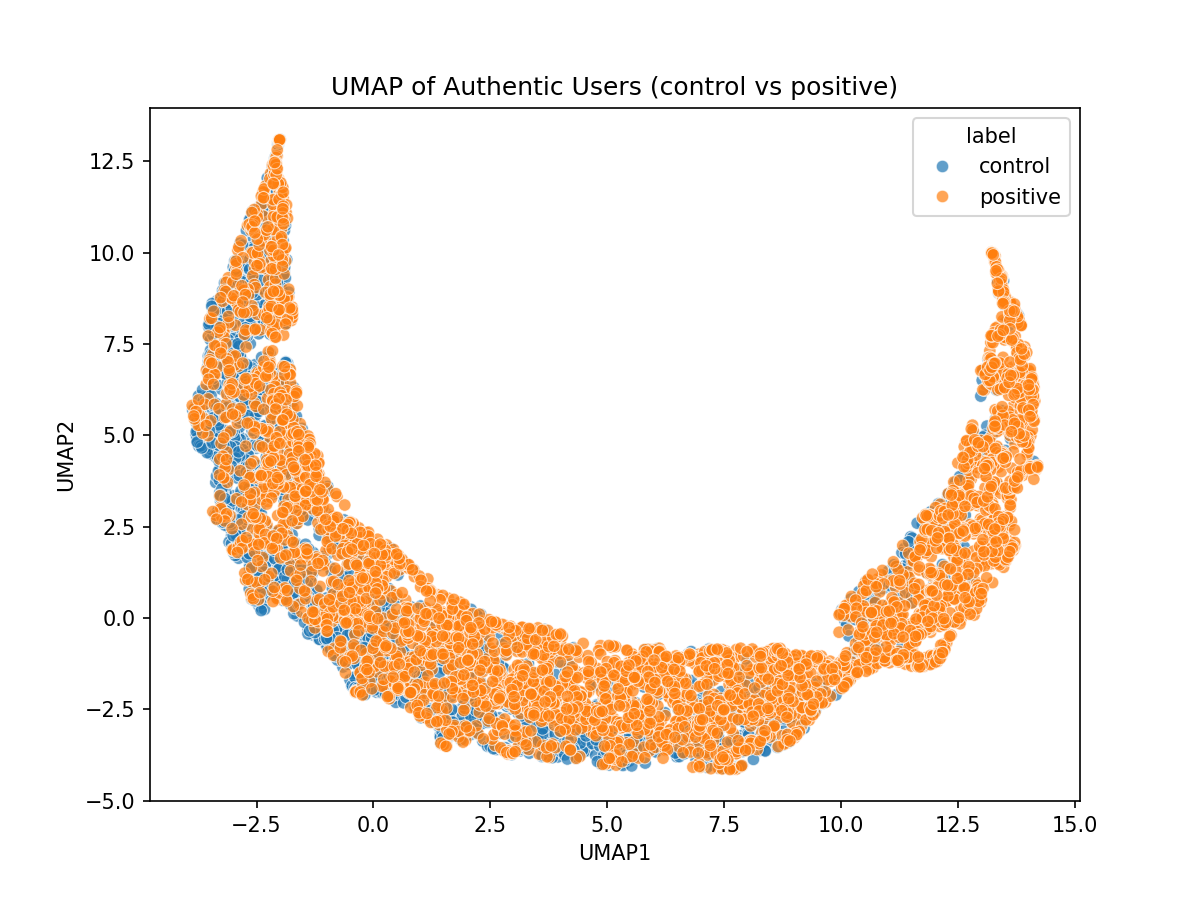 UMAP of Authentic Users (control vs positive)
label
control
positive
12.5
10.0
7.5
5.0
2.5
0.0
−2.5
−5.0
UMAP2
−2.5 0.0 2.5 5.0 7.5 10.0 12.5 15.0
UMAP1